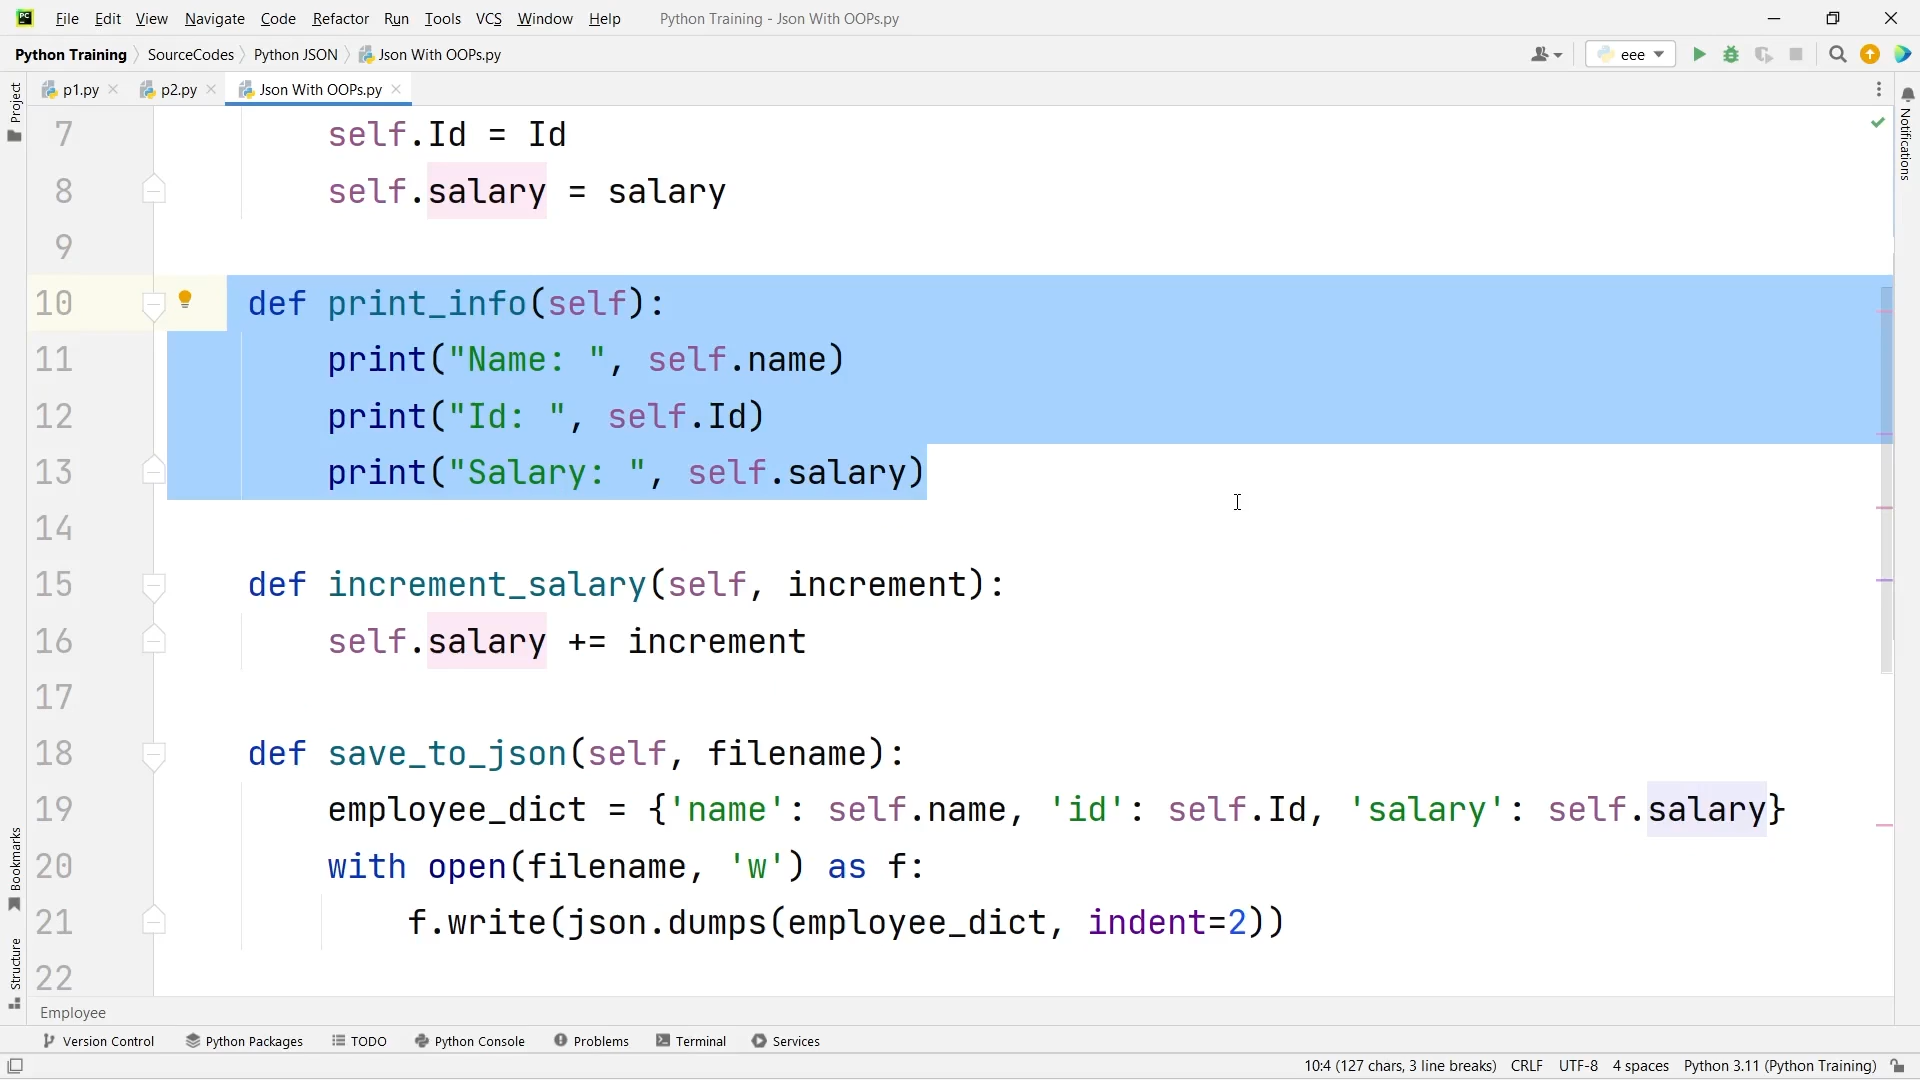 PC File Edit View Navigate Code Refactor Run Tools VCS Window Help Python Training - Json With OOPs.py
Python Training SourceCodes Python JSON Json With OOPs.py eee
Project
p1.py p2.py Json With OOPs.py
Notifications
7 self.Id = Id
8 self.salary = salary
9
10 def print_info(self):
11 print("Name: ", self.name)
12 print("Id: ", self.Id)
13 print("Salary: ", self.salary)
14
15 def increment_salary(self, increment):
16 self.salary += increment
17
18 def save_to_json(self, filename):
19 employee_dict = {'name': self.name, 'id': self.Id, 'salary': self.salary}
20 with open(filename, 'w') as f:
21 f.write(json.dumps(employee_dict, indent=2))
22
Bookmarks
Structure
Employee
Version Control Python Packages TODO Python Console Problems Terminal Services
10:4 (127 chars, 3 line breaks) CRLF UTF-8 4 spaces Python 3.11 (Python Training)